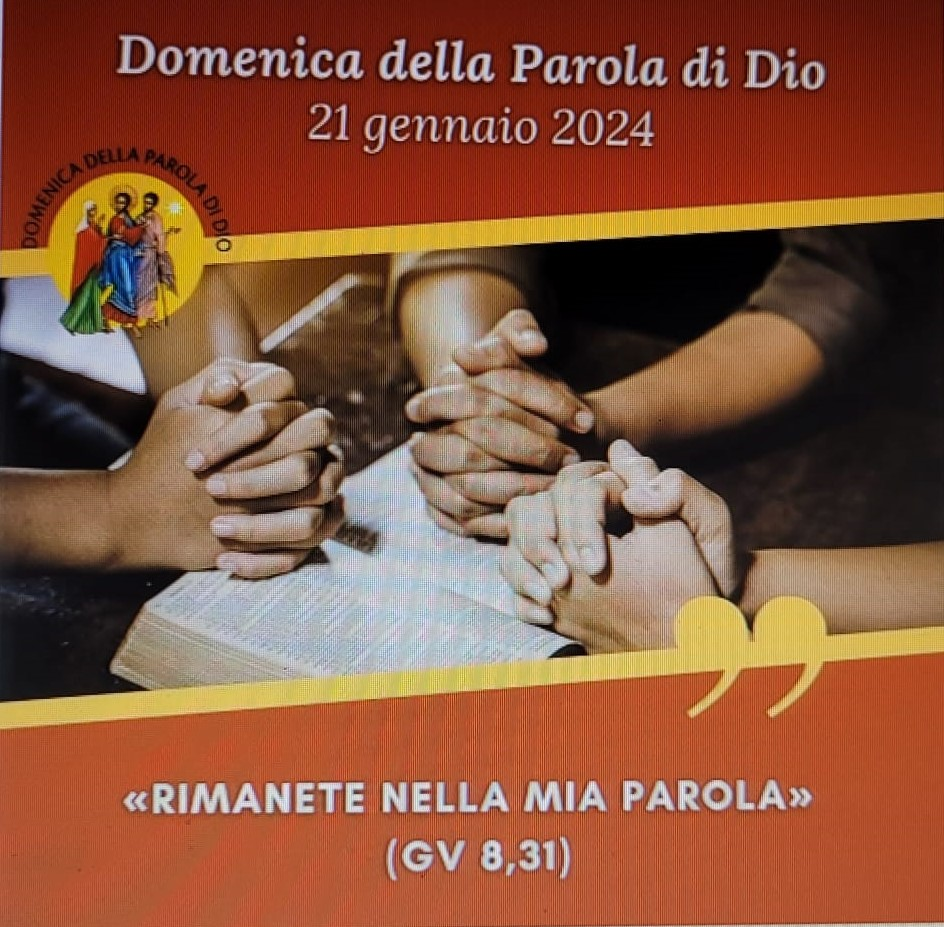 Domenica della Parola di Dio
21 gennaio 2024
DOMENICA DELLA PAROLA DI DIO
«RIMANETE NELLA MIA PAROLA»
(GV 8,31)